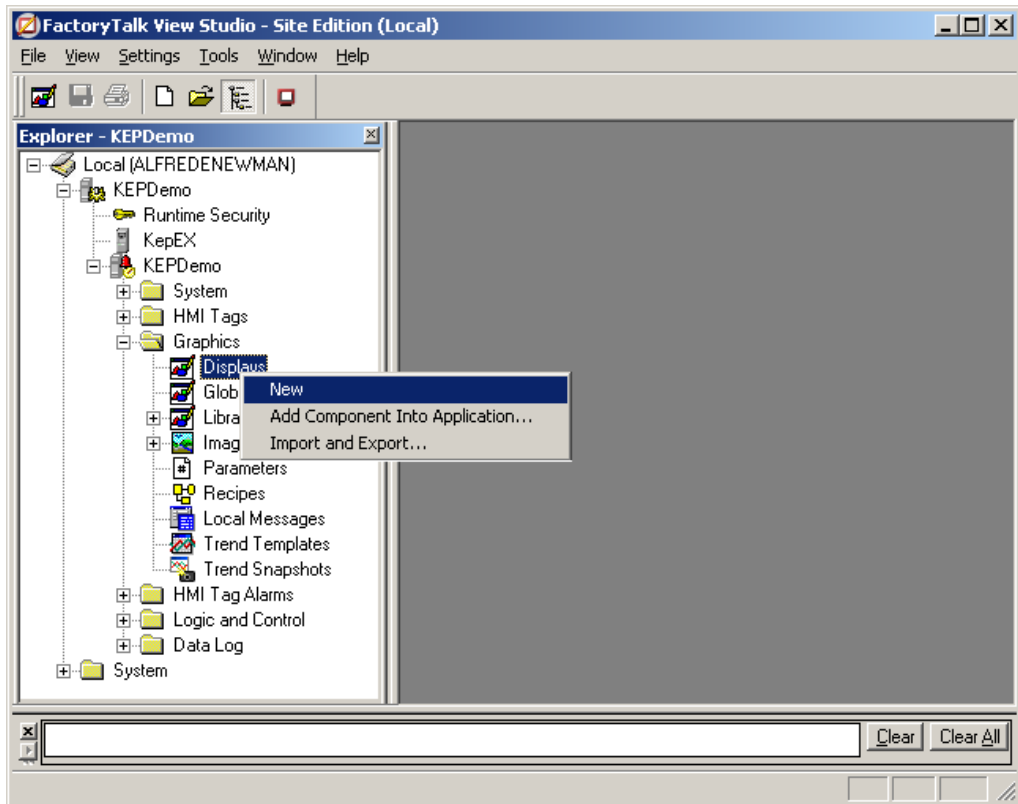 FactoryTalk View Studio - Site Edition (Local)
File View Settings Tools Window Help
Explorer - KEPDemo
Local (ALFREDENEWMAN)
KEPDemo
Runtime Security
KepEX
KEPDemo
System
HMI Tags
Graphics
Displays
Glob
Libra
Imag
New
Add Component Into Application...
Import and Export...
Parameters
Recipes
Local Messages
Trend Templates
Trend Snapshots
HMI Tag Alarms
Logic and Control
Data Log
System
Clear Clear All